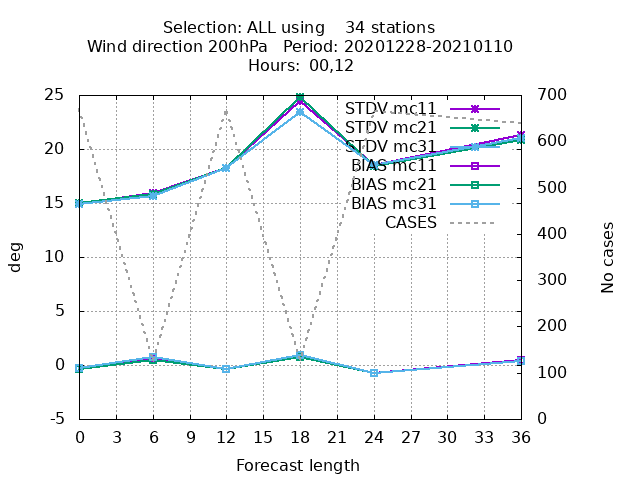 Selection: ALL using    34 stations
Wind direction 200hPa   Period: 20201228-20210110
Hours: 00,12
25
20
15
10
5
0
-5
deg
700
600
500
400
300
200
100
0
No cases
STDV mc11
STDV mc21
STDV mc31
BIAS mc11
BIAS mc21
BIAS mc31
CASES
0 3 6 9 12 15 18 21 24 27 30 33 36
Forecast length